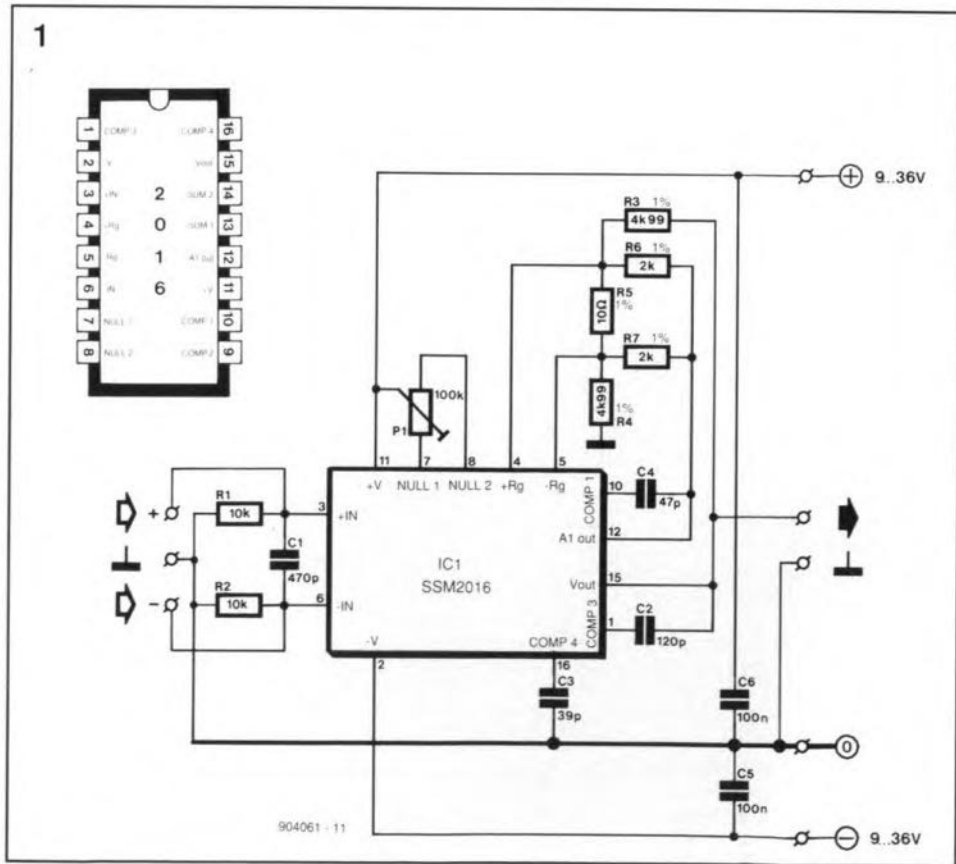 1
1 COMP 3
COMP 4 16
2 V
Vout 15
3 +IN
14
4 -Rg
13
5 Rg
A1 out 12
6 IN
-V 11
7 NULL 1
COMP 1 10
8 NULL 2
COMP 2 9
2
0
1
6
+ 9..36V
R3 1%
4k99
R6 1%
2k
R5
10Ω
1%
R7 1%
2k
4k99
1%
R4
100k
P1
11 7 8 4 5
+V NULL 1 NULL 2 +Rg -Rg
COMP 1
10
C4
47p
A1 out
12
+
R1
10k
3
+IN
C1
470p
IC1
SSM2016
Vout
15
-
R2
10k
6
-IN
COMP 3
1
C2
120p
-V
COMP 4
2
16
C3
39p
C6
100n
0
C5
100n
904061 - 11
- 9..36V